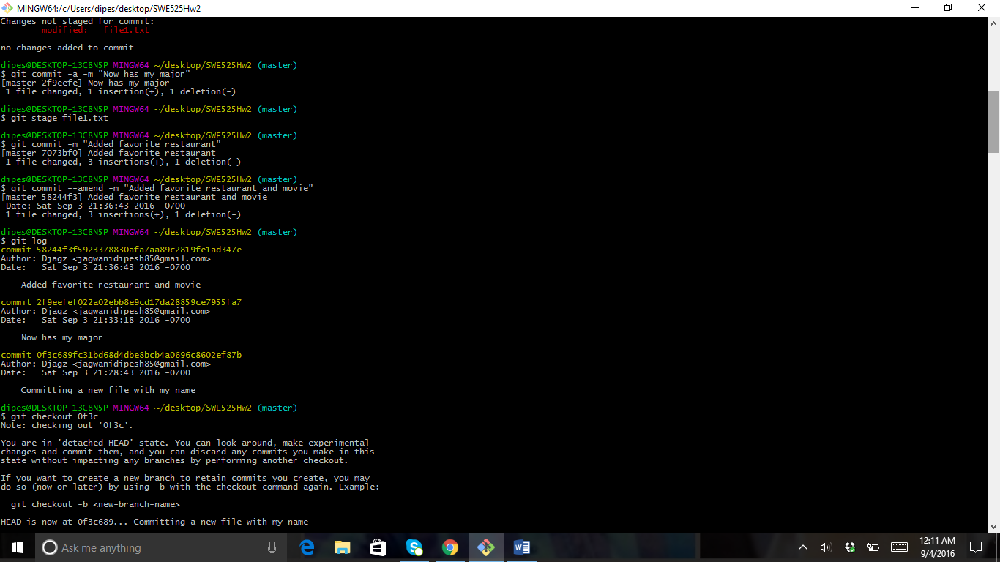 MINGW64:/c/Users/dipes/desktop/SWE525Hw2
Changes not staged for commit:
modified:   file1.txt
no changes added to commit
dipes@DESKTOP-13C8N5P MINGW64 ~/desktop/SWE525Hw2 (master)
$ git commit -a -m "Now has my major"
[master 2f9eefe] Now has my major
1 file changed, 1 insertion(+), 1 deletion(-)
dipes@DESKTOP-13C8N5P MINGW64 ~/desktop/SWE525Hw2 (master)
$ git stage file1.txt
dipes@DESKTOP-13C8N5P MINGW64 ~/desktop/SWE525Hw2 (master)
$ git commit -m "Added favorite restaurant"
[master 7073bf0] Added favorite restaurant
1 file changed, 3 insertions(+), 1 deletion(-)
dipes@DESKTOP-13C8N5P MINGW64 ~/desktop/SWE525Hw2 (master)
$ git commit --amend -m "Added favorite restaurant and movie"
[master 58244f3] Added favorite restaurant and movie
Date: Sat Sep 3 21:36:43 2016 -0700
1 file changed, 3 insertions(+), 1 deletion(-)
dipes@DESKTOP-13C8N5P MINGW64 ~/desktop/SWE525Hw2 (master)
$ git log
commit 58244f3f5923378830afa7aa89c2819fe1ad347e
Author: Djagz <jagwanidipesh85@gmail.com>
Date:   Sat Sep 3 21:36:43 2016 -0700
Added favorite restaurant and movie
commit 2f9eefef022a02ebb8e9cd17da28859ce7955fa7
Author: Djagz <jagwanidipesh85@gmail.com>
Date:   Sat Sep 3 21:33:18 2016 -0700
Now has my major
commit 0f3c689fc31bd68d4dbe8bcb4a0696c8602ef87b
Author: Djagz <jagwanidipesh85@gmail.com>
Date:   Sat Sep 3 21:28:43 2016 -0700
Committing a new file with my name
dipes@DESKTOP-13C8N5P MINGW64 ~/desktop/SWE525Hw2 (master)
$ git checkout 0f3c
Note: checking out '0f3c'.
You are in 'detached HEAD' state. You can look around, make experimental
changes and commit them, and you can discard any commits you make in this
state without impacting any branches by performing another checkout.
If you want to create a new branch to retain commits you create, you may
do so (now or later) by using -b with the checkout command again. Example:
git checkout -b <new-branch-name>
HEAD is now at 0f3c689... Committing a new file with my name
Ask me anything
12:11 AM
9/4/2016